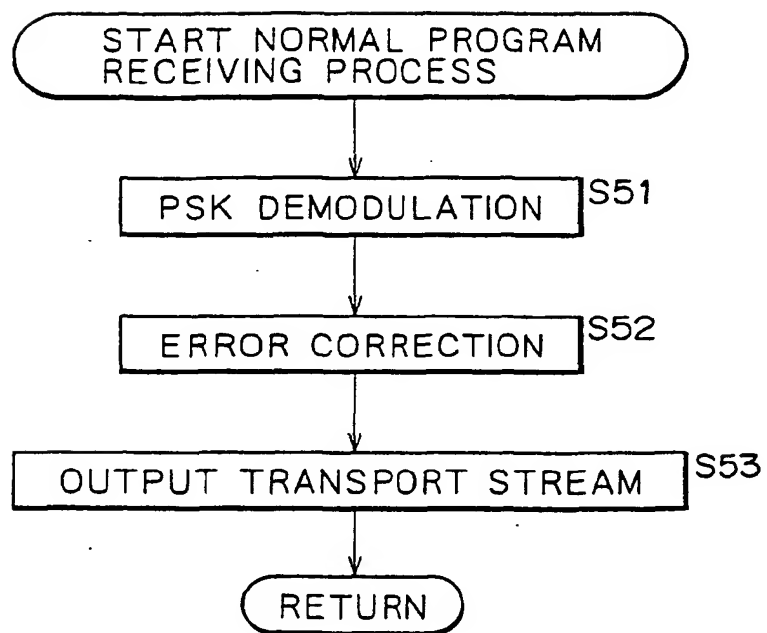 START NORMAL PROGRAM
RECEIVING PROCESS
PSK DEMODULATION
S51
ERROR CORRECTION
S52
OUTPUT TRANSPORT STREAM
S53
RETURN